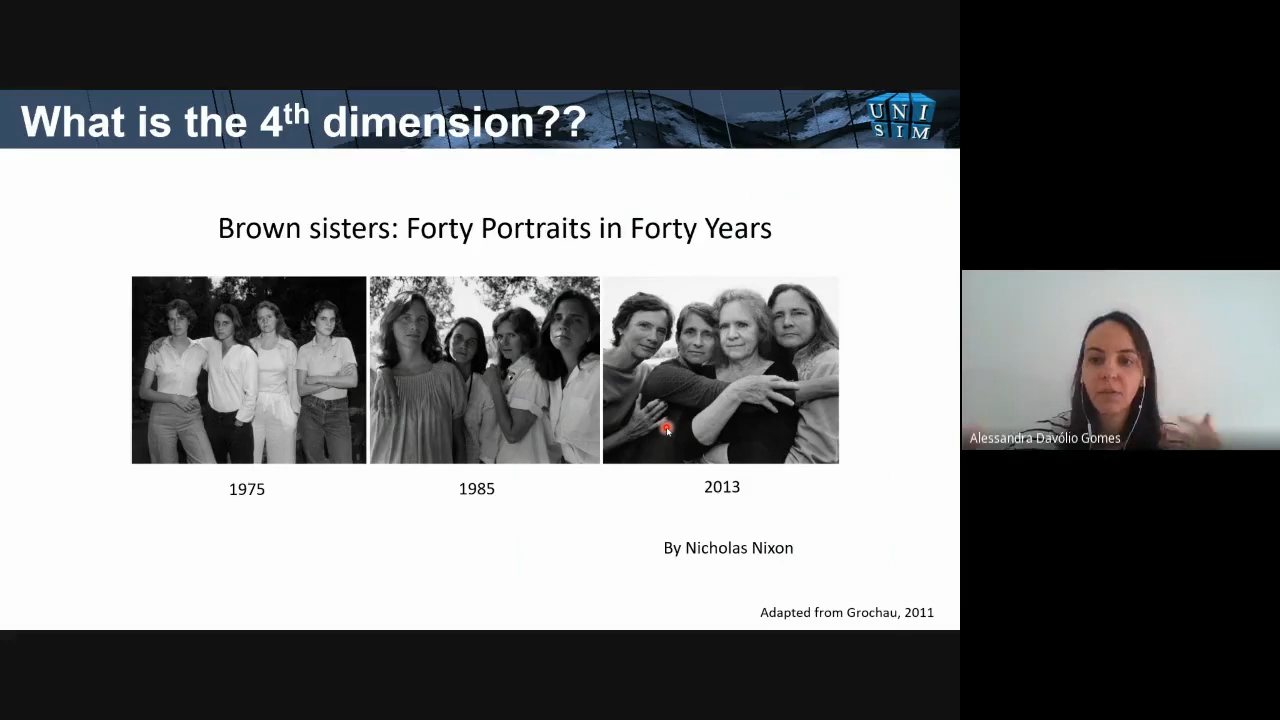 What is the 4th dimension??
UNI
SIM
Brown sisters: Forty Portraits in Forty Years
1975
1985
2013
By Nicholas Nixon
Adapted from Grochau, 2011
Alessandra Davólio Gomes